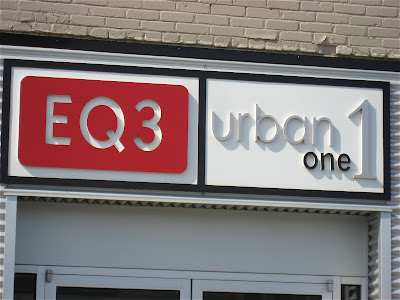 EQ3
urban 1
one